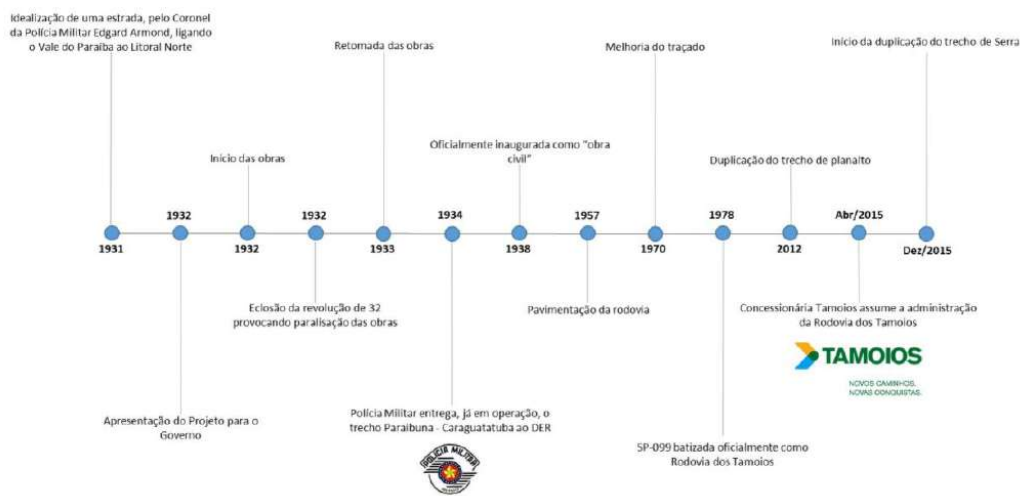 Idealização de uma estrada, pelo Coronel
da Polícia Militar Edgard Armond, ligando
o Vale do Paraíba ao Litoral Norte
Retomada das obras
Melhoria do traçado
Início da duplicação do trecho de Serra
Início das obras
Oficialmente inaugurada como "obra
civil"
Duplicação do trecho de planalto
1932
1932
1934
1957
1978
Abr/2015
1931
1932
1933
1938
1970
2012
Dez/2015
Eclosão da revolução de 32
provocando paralisação das obras
Pavimentação da rodovia
Concessionária Tamoios assume a administração
da Rodovia dos Tamoios
TAMOIOS
NOVOS CAMINHOS.
NOVAS CONQUISTAS.
Apresentação do Projeto para o
Governo
Polícia Militar entrega, já em operação, o
trecho Paraibuna - Caraguatatuba ao DER
POLÍCIA MILITAR
SP-099 batizada oficialmente como
Rodovia dos Tamoios